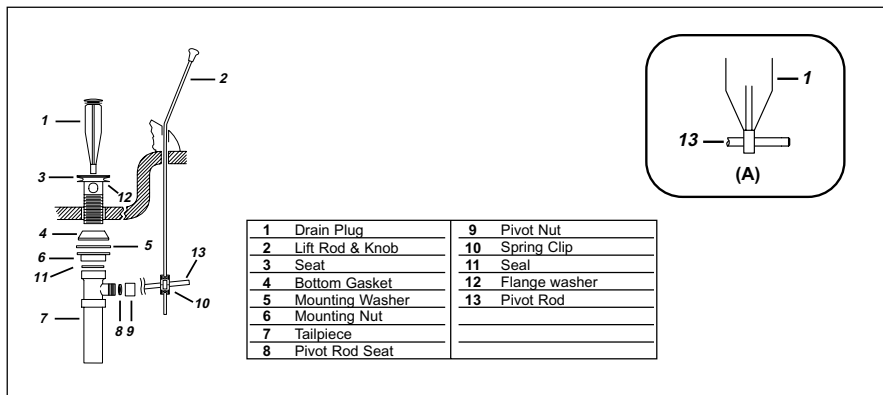 2
1
3
12
4
5
6
11
13
10
7
8 9
1
13
(A)
1 Drain Plug 9 Pivot Nut
2 Lift Rod & Knob 10 Spring Clip
3 Seat 11 Seal
4 Bottom Gasket 12 Flange washer
5 Mounting Washer 13 Pivot Rod
6 Mounting Nut
7 Tailpiece
8 Pivot Rod Seat